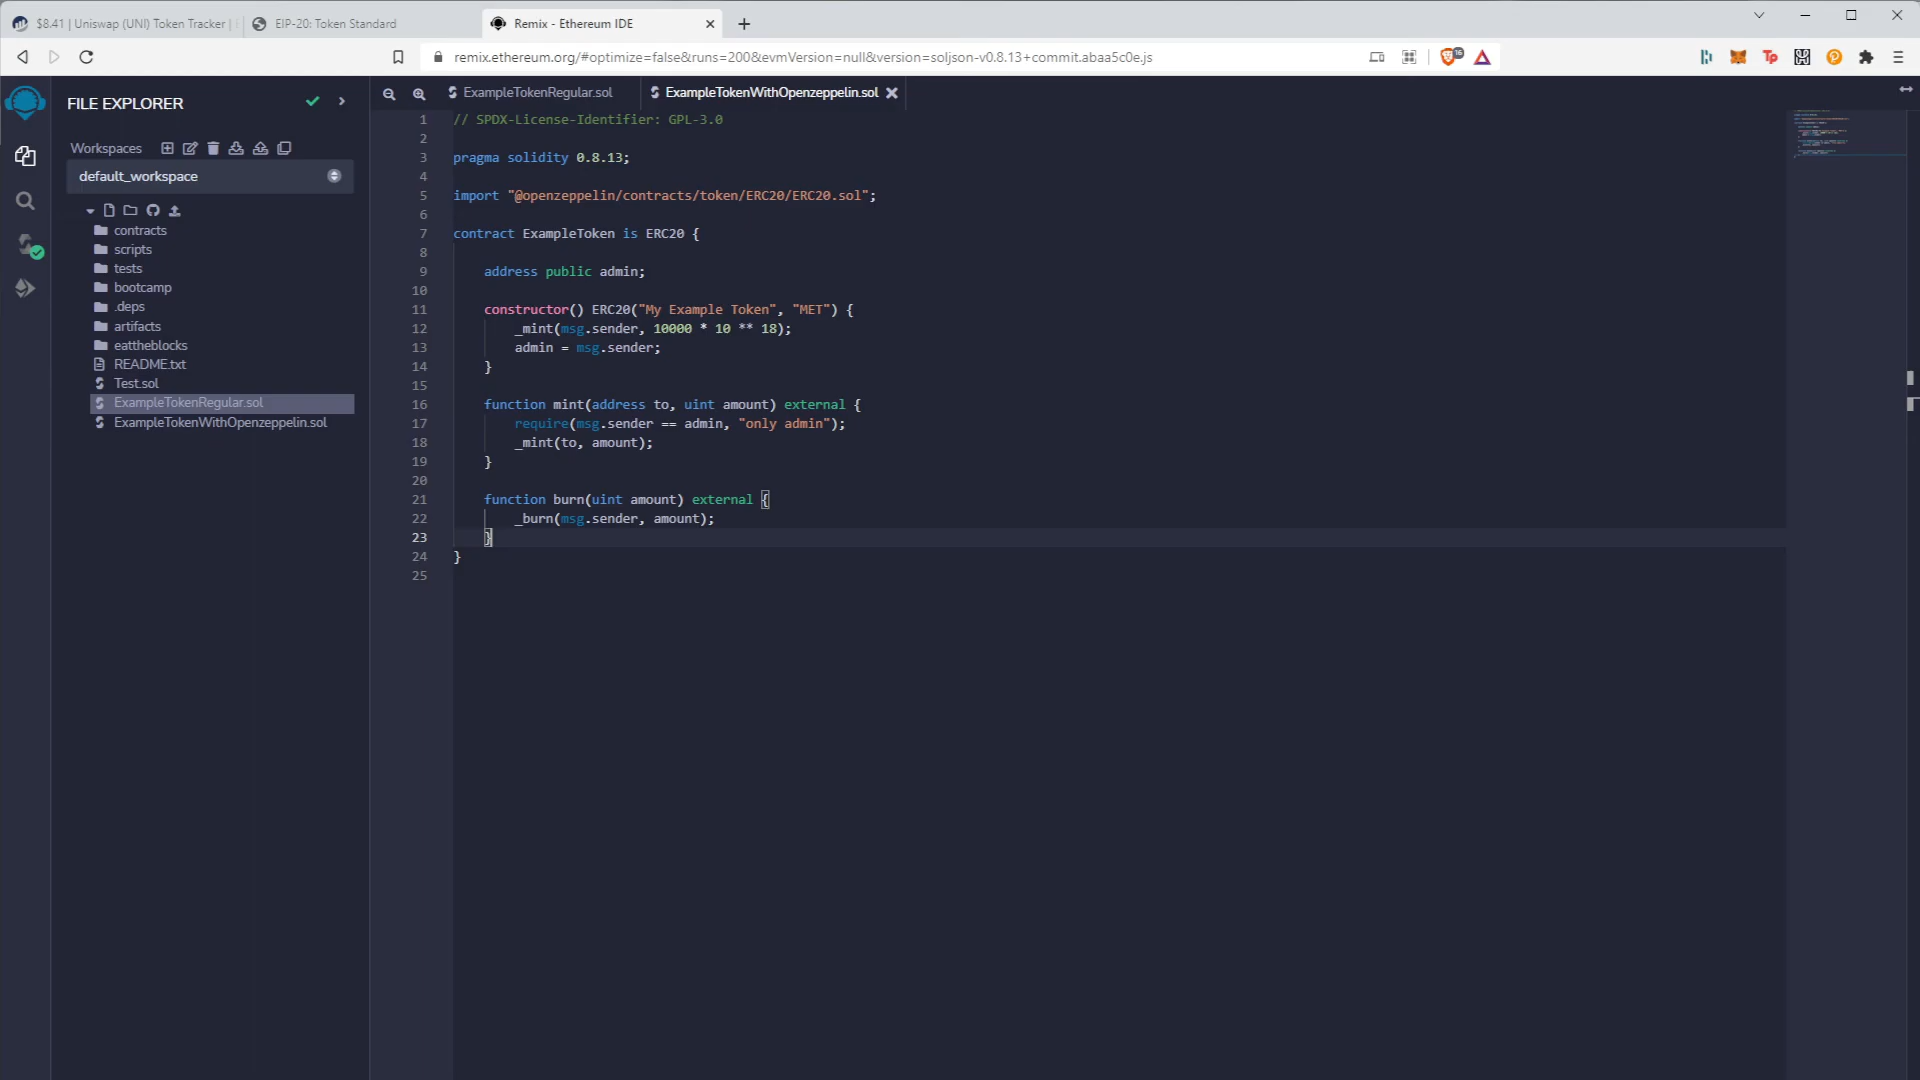 $8.41 | Uniswap (UNI) Token Tracker |
EIP-20: Token Standard
Remix - Ethereum IDE
remix.ethereum.org/#optimize=false&runs=200&evmVersion=null&version=soljson-v0.8.13+commit.abaa5c0e.js
16
FILE EXPLORER
Workspaces
default_workspace
contracts
scripts
tests
bootcamp
.deps
artifacts
eattheblocks
README.txt
Test.sol
ExampleTokenRegular.sol
ExampleTokenWithOpenzeppelin.sol
ExampleTokenRegular.sol
ExampleTokenWithOpenzeppelin.sol
1 // SPDX-License-Identifier: GPL-3.0
2
3 pragma solidity 0.8.13;
4
5 import "@openzeppelin/contracts/token/ERC20/ERC20.sol";
6
7 contract ExampleToken is ERC20 {
8
9 address public admin;
10
11 constructor() ERC20("My Example Token", "MET") {
12 _mint(msg.sender, 10000 * 10 ** 18);
13 admin = msg.sender;
14 }
15
16 function mint(address to, uint amount) external {
17 require(msg.sender == admin, "only admin");
18 _mint(to, amount);
19 }
20
21 function burn(uint amount) external {
22 _burn(msg.sender, amount);
23 }
24 }
25